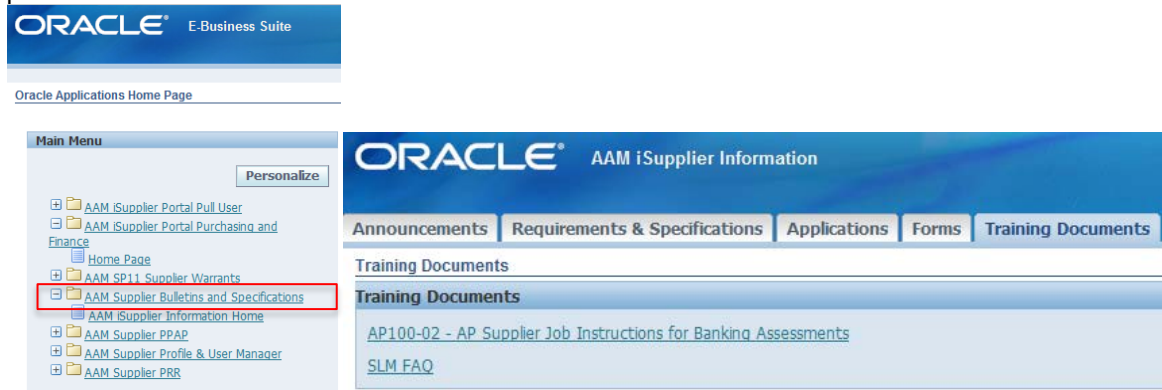 ORACLE® E-Business Suite
Oracle Applications Home Page
Main Menu
Personalize
AAM iSupplier Portal Pull User
AAM iSupplier Portal Purchasing and
Finance
Home Page
AAM SP11 Supplier Warrants
AAM Supplier Bulletins and Specifications
AAM iSupplier Information Home
AAM Supplier PPAP
AAM Supplier Profile & User Manager
AAM Supplier PRR
ORACLE® AAM iSupplier Information
Announcements Requirements & Specifications Applications Forms Training Documents
Training Documents
Training Documents
AP100-02 - AP Supplier Job Instructions for Banking Assessments
SLM FAQ